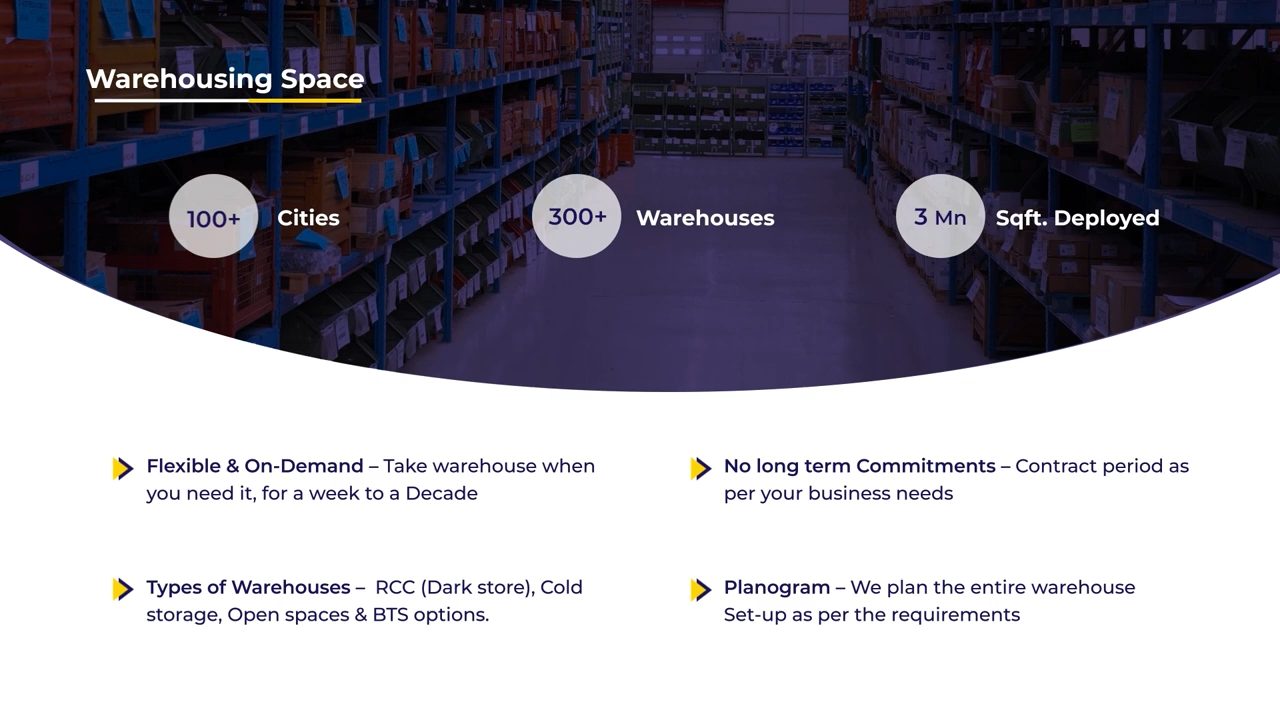 Warehousing Space
100+ Cities
300+ Warehouses
3 Mn Sqft. Deployed
Flexible & On-Demand – Take warehouse when
you need it, for a week to a Decade
No long term Commitments – Contract period as
per your business needs
Types of Warehouses – RCC (Dark store), Cold
storage, Open spaces & BTS options.
Planogram – We plan the entire warehouse
Set-up as per the requirements